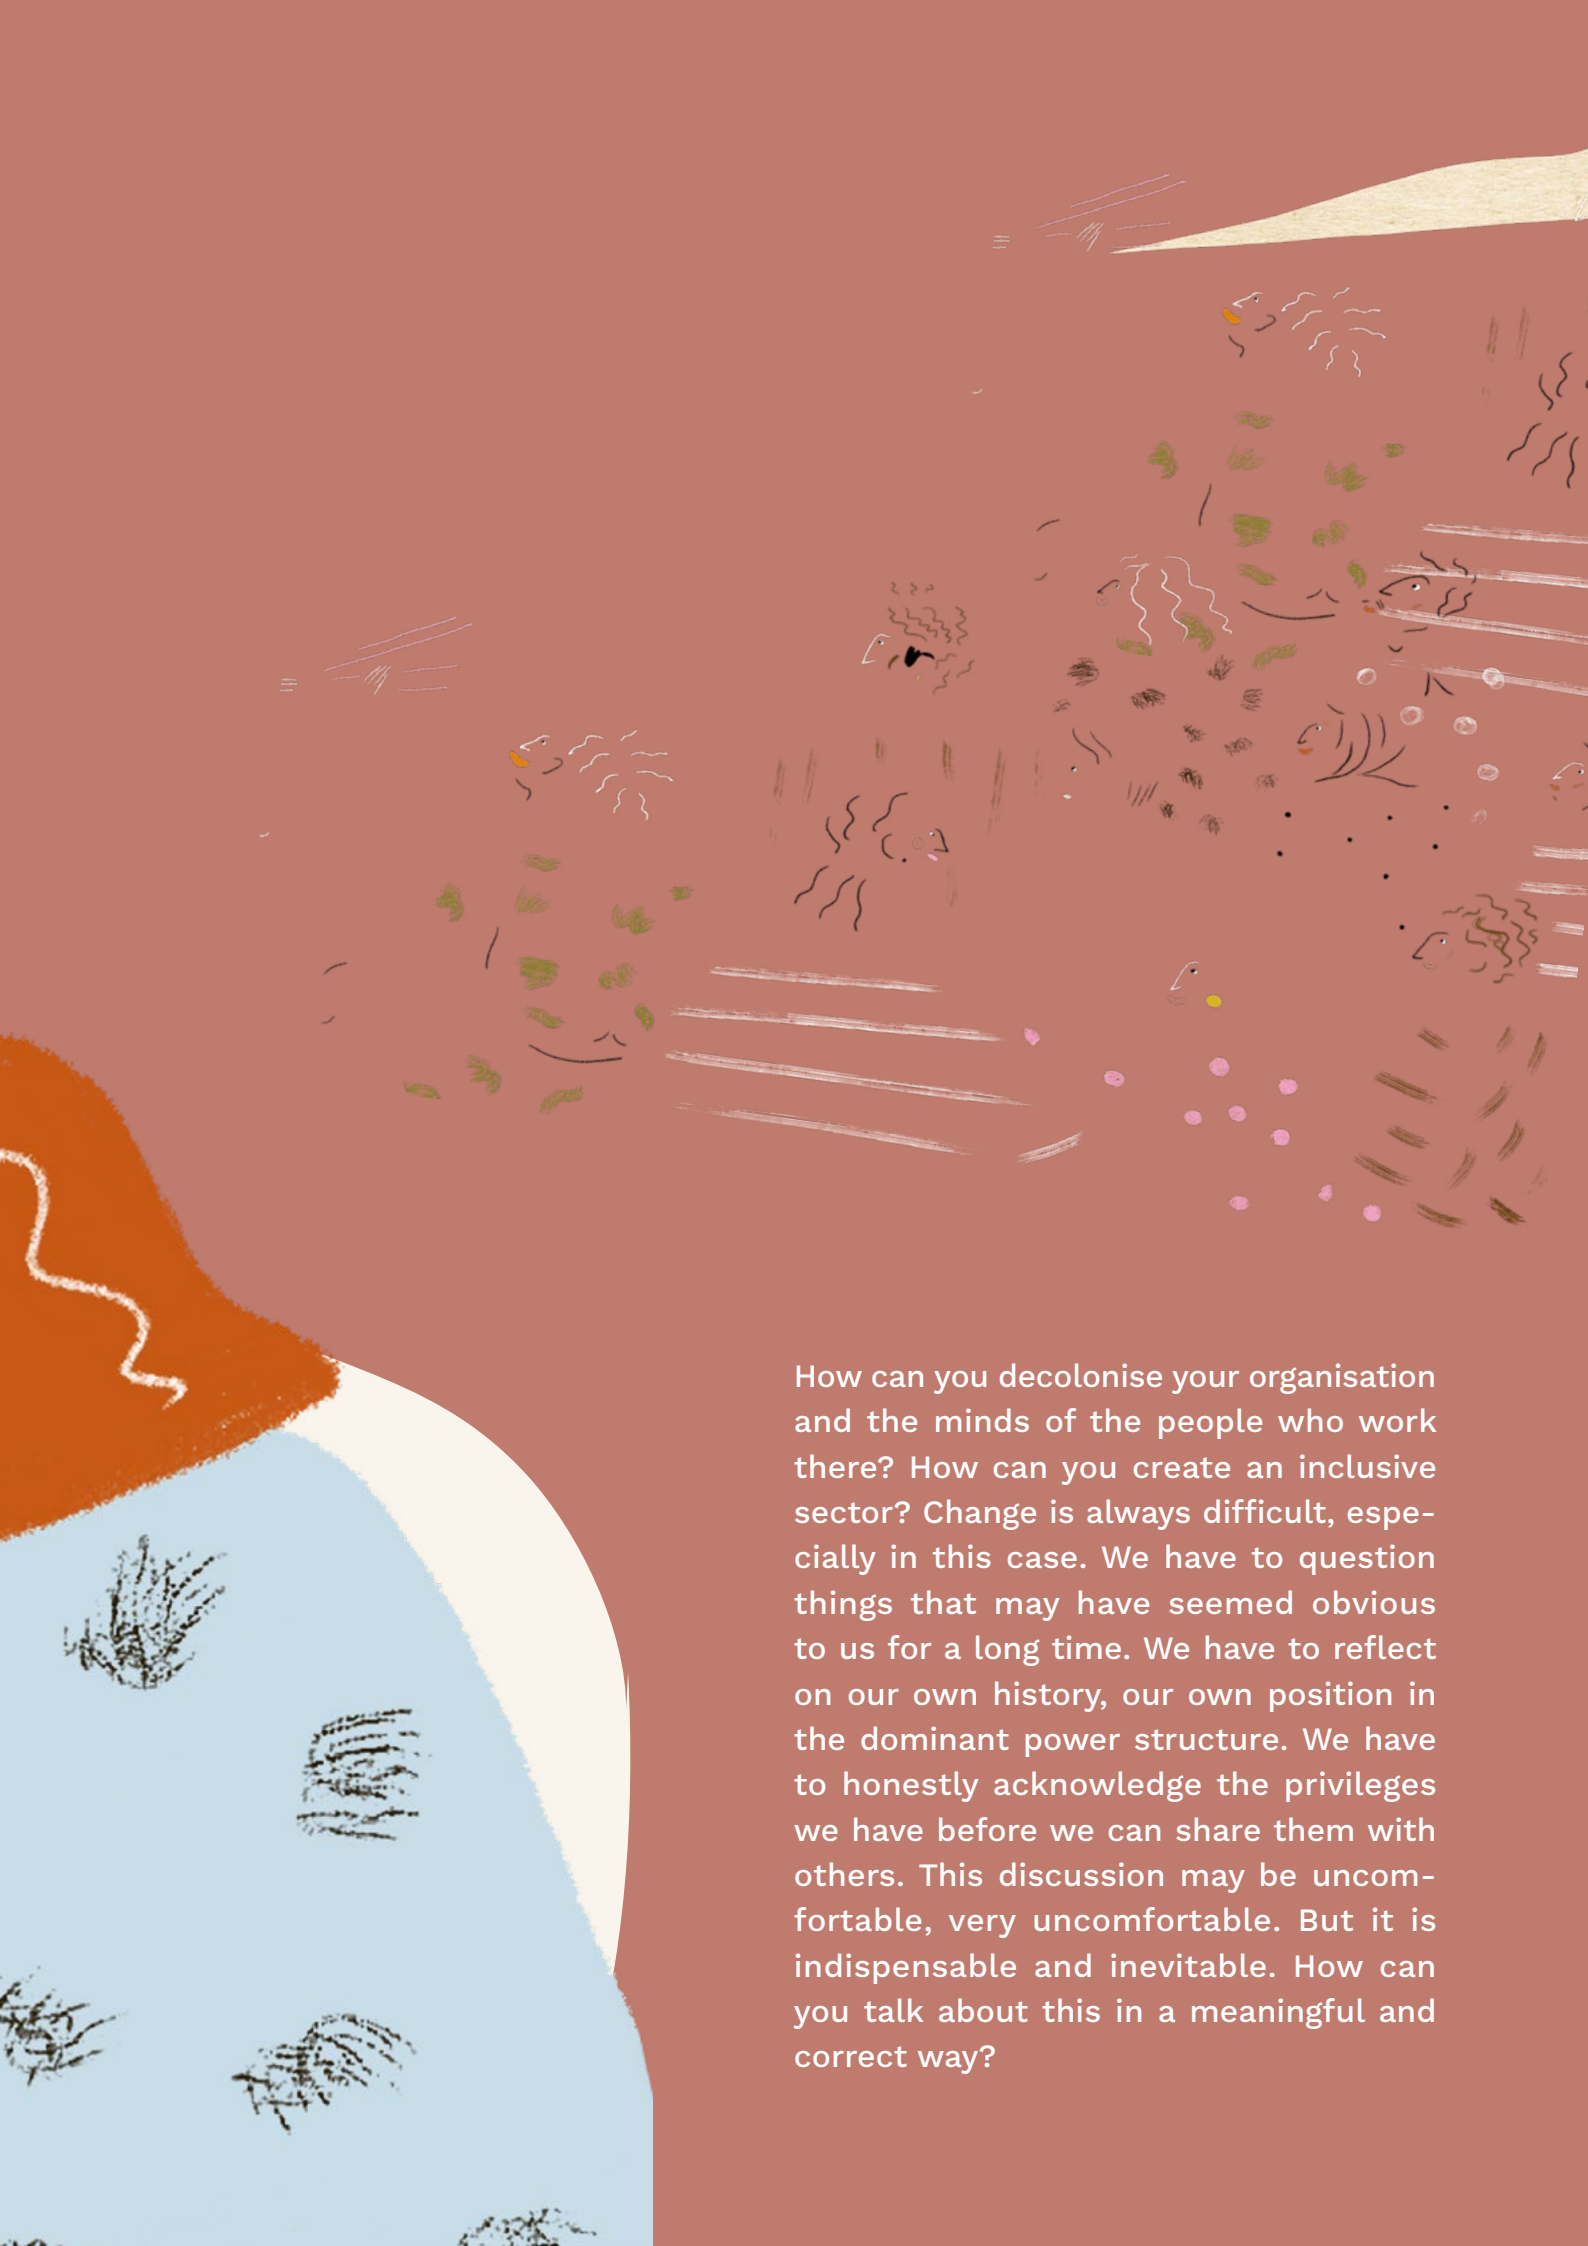 How can you decolonise your organisation
and the minds of the people who work
there? How can you create an inclusive
sector? Change is always difficult, espe-
cially in this case. We have to question
things that may have seemed obvious
to us for a long time. We have to reflect
on our own history, our own position in
the dominant power structure. We have
to honestly acknowledge the privileges
we have before we can share them with
others. This discussion may be uncom-
fortable, very uncomfortable. But it is
indispensable and inevitable. How can
you talk about this in a meaningful and
correct way?